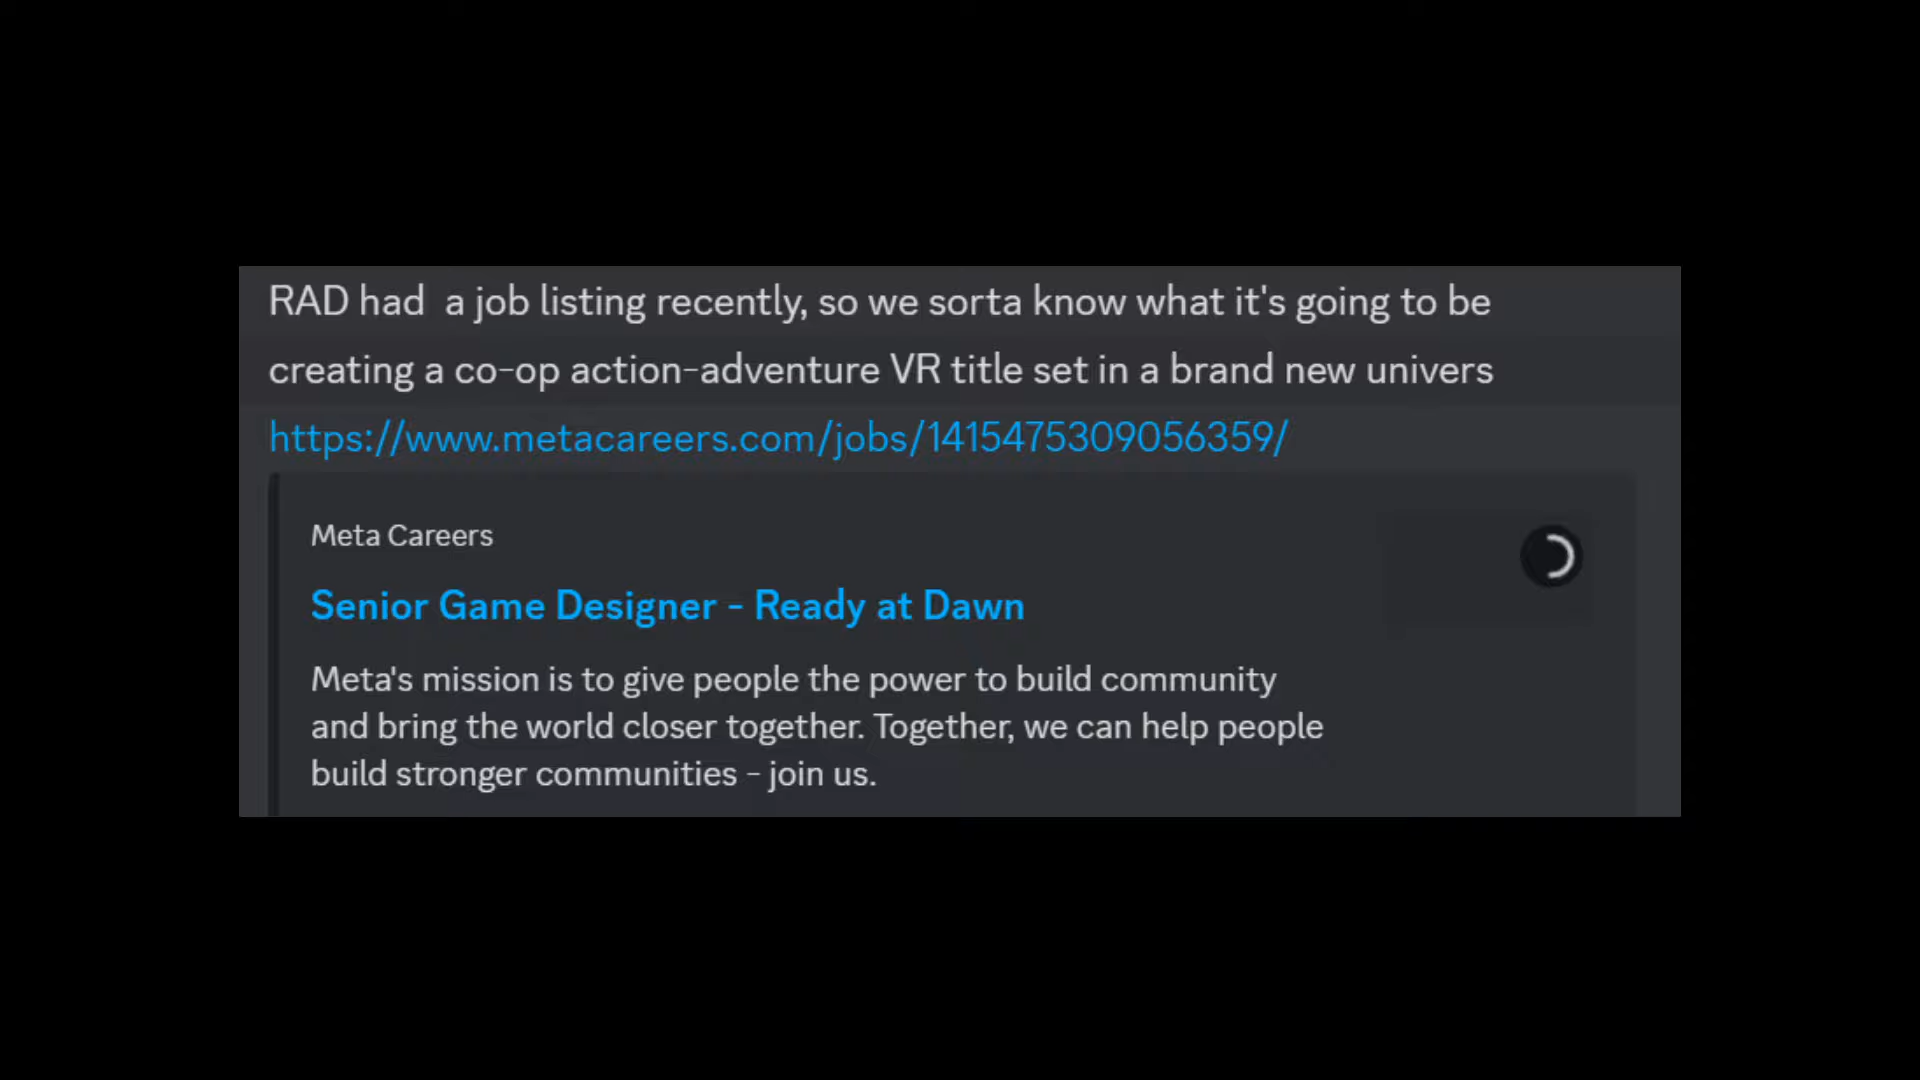 RAD had  a job listing recently, so we sorta know what it's going to be
creating a co-op action-adventure VR title set in a brand new univers
https://www.metacareers.com/jobs/1415475309056359/
Meta Careers
Senior Game Designer - Ready at Dawn
Meta's mission is to give people the power to build community
and bring the world closer together. Together, we can help people
build stronger communities - join us.